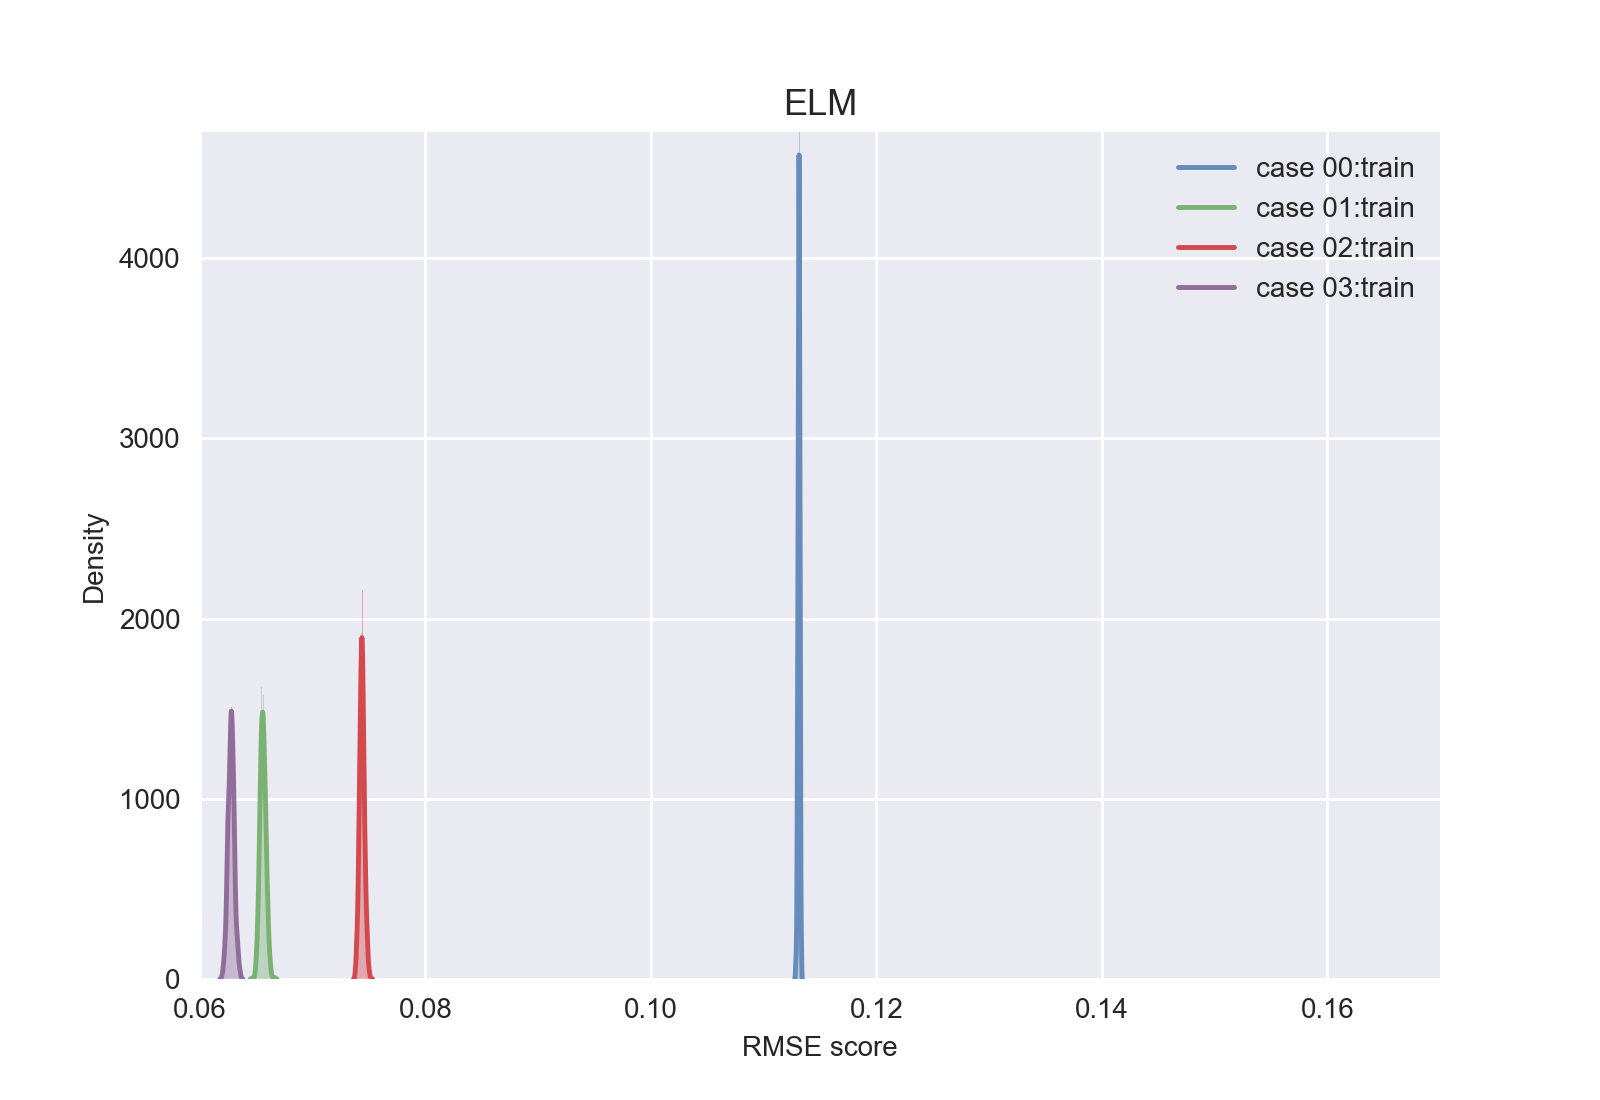 ELM
case 00:train
case 01:train
case 02:train
case 03:train
4000
3000
2000
1000
0
Density
0.06 0.08 0.10 0.12 0.14 0.16
RMSE score